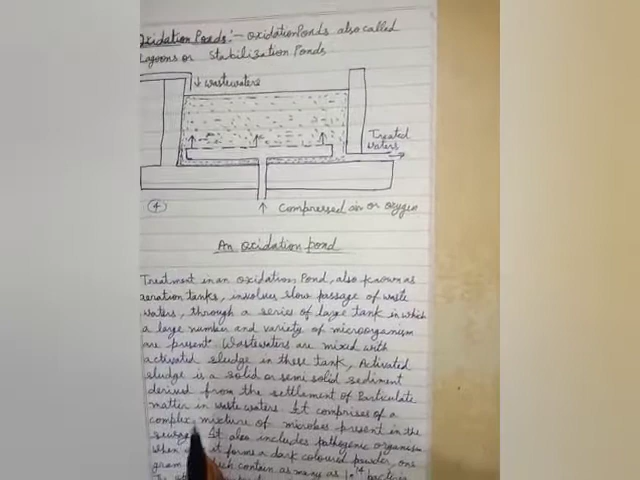 Oxidation Ponds:- Oxidation Ponds also called
Lagoons or Stabilization Ponds
↓ Wastewaters
Treated
waters
④
↑ Compressed air or oxygen
An Oxidation pond
Treatment in an oxidation Pond, also known as
aeration tanks, involves slow passage of waste
waters, through a series of large tank in which
a large number and variety of microorganism
are present. Wastewaters are mixed with
activated sludge in these tank, Activated
sludge is a solid or semi solid sediment
derived from the settlement of Particulate
matter in waste waters. It comprises of a
complex mixture of microbes present in the
sewage. It also includes pathogenic organism
when it forms a dark coloured powder, one
gram which contain as many as 10¹⁴ bacteria